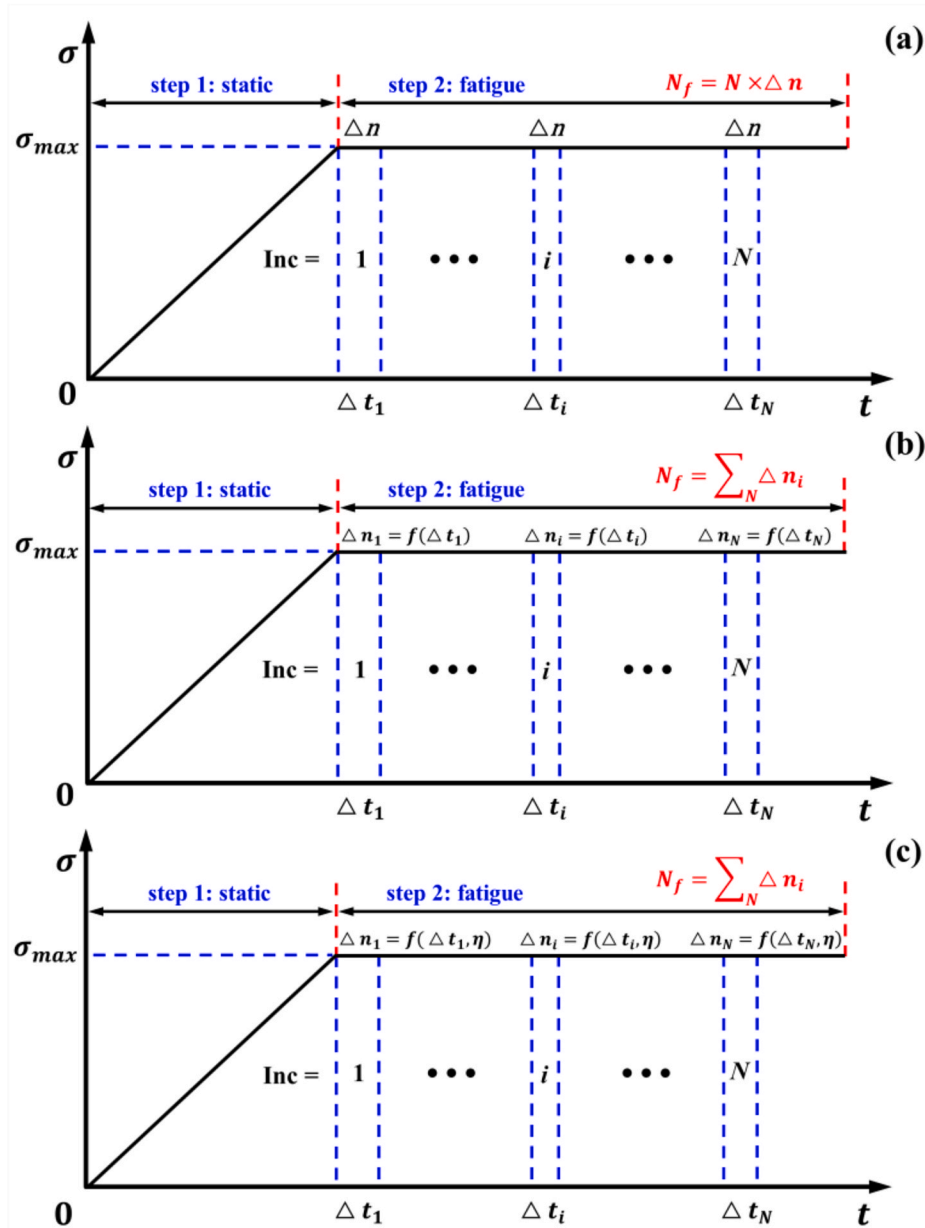 (a)
σ
step 1: static step 2: fatigue N_f = N × △ n
σ_max △ n △ n △ n
Inc = 1 ••• i ••• N
0 △ t_1 △ t_i △ t_N t
(b)
σ
step 1: static step 2: fatigue N_f = ∑_N △ n_i
σ_max △ n_1 = f(△ t_1) △ n_i = f(△ t_i) △ n_N = f(△ t_N)
Inc = 1 ••• i ••• N
0 △ t_1 △ t_i △ t_N t
(c)
σ
step 1: static step 2: fatigue N_f = ∑_N △ n_i
σ_max △ n_1 = f(△ t_1, η) △ n_i = f(△ t_i, η) △ n_N = f(△ t_N, η)
Inc = 1 ••• i ••• N
0 △ t_1 △ t_i △ t_N t